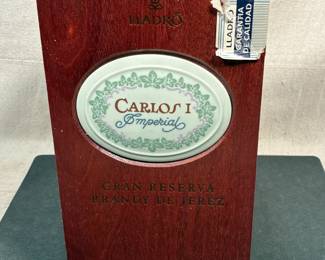 LLADRÓ
LLADRÓ
GARANTIA
DE CALIDAD
CARLOS I
Imperial
GRAN RESERVA
BRANDY DE JEREZ